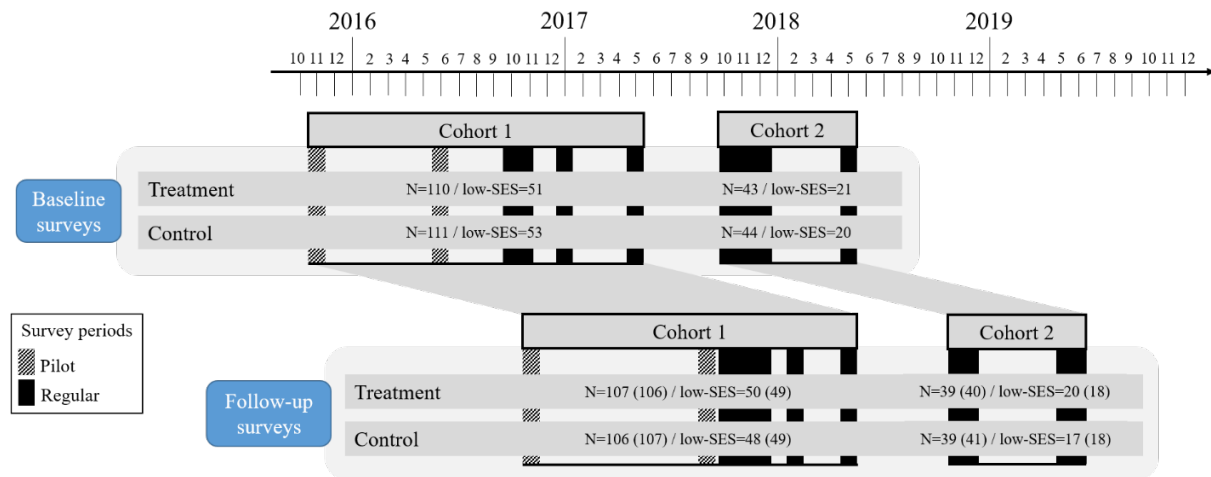 2016 2017 2018 2019
10 11 12 2 3 4 5 6 7 8 9 10 11 12 2 3 4 5 6 7 8 9 10 11 12 2 3 4 5 6 7 8 9 10 11 12 2 3 4 5 6 7 8 9 10 11 12
Cohort 1 Cohort 2
Baseline surveys
Treatment N=110 / low-SES=51 N=43 / low-SES=21
Control N=111 / low-SES=53 N=44 / low-SES=20
Survey periods
Pilot
Regular
Cohort 1 Cohort 2
Follow-up surveys
Treatment N=107 (106) / low-SES=50 (49) N=39 (40) / low-SES=20 (18)
Control N=106 (107) / low-SES=48 (49) N=39 (41) / low-SES=17 (18)